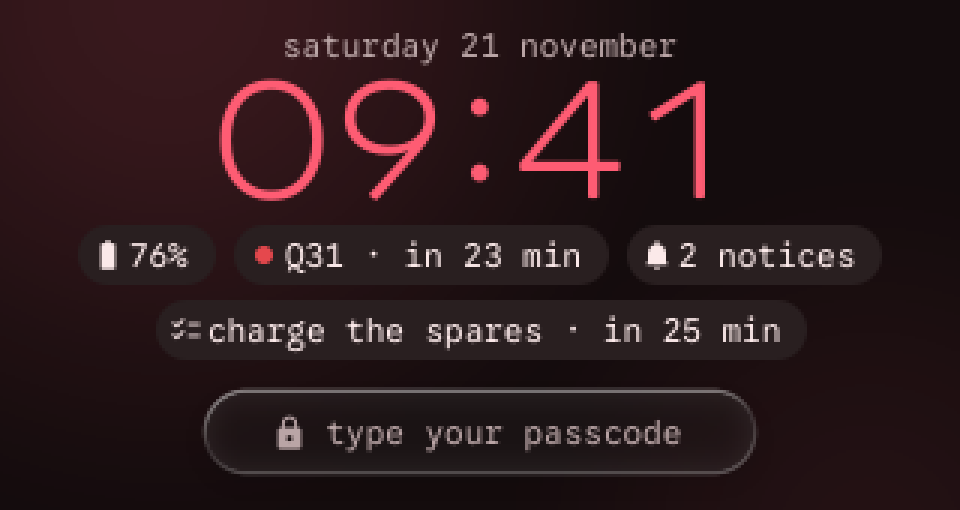 saturday 21 november
09:41
76% Q31 · in 23 min 2 notices
charge the spares · in 25 min
type your passcode